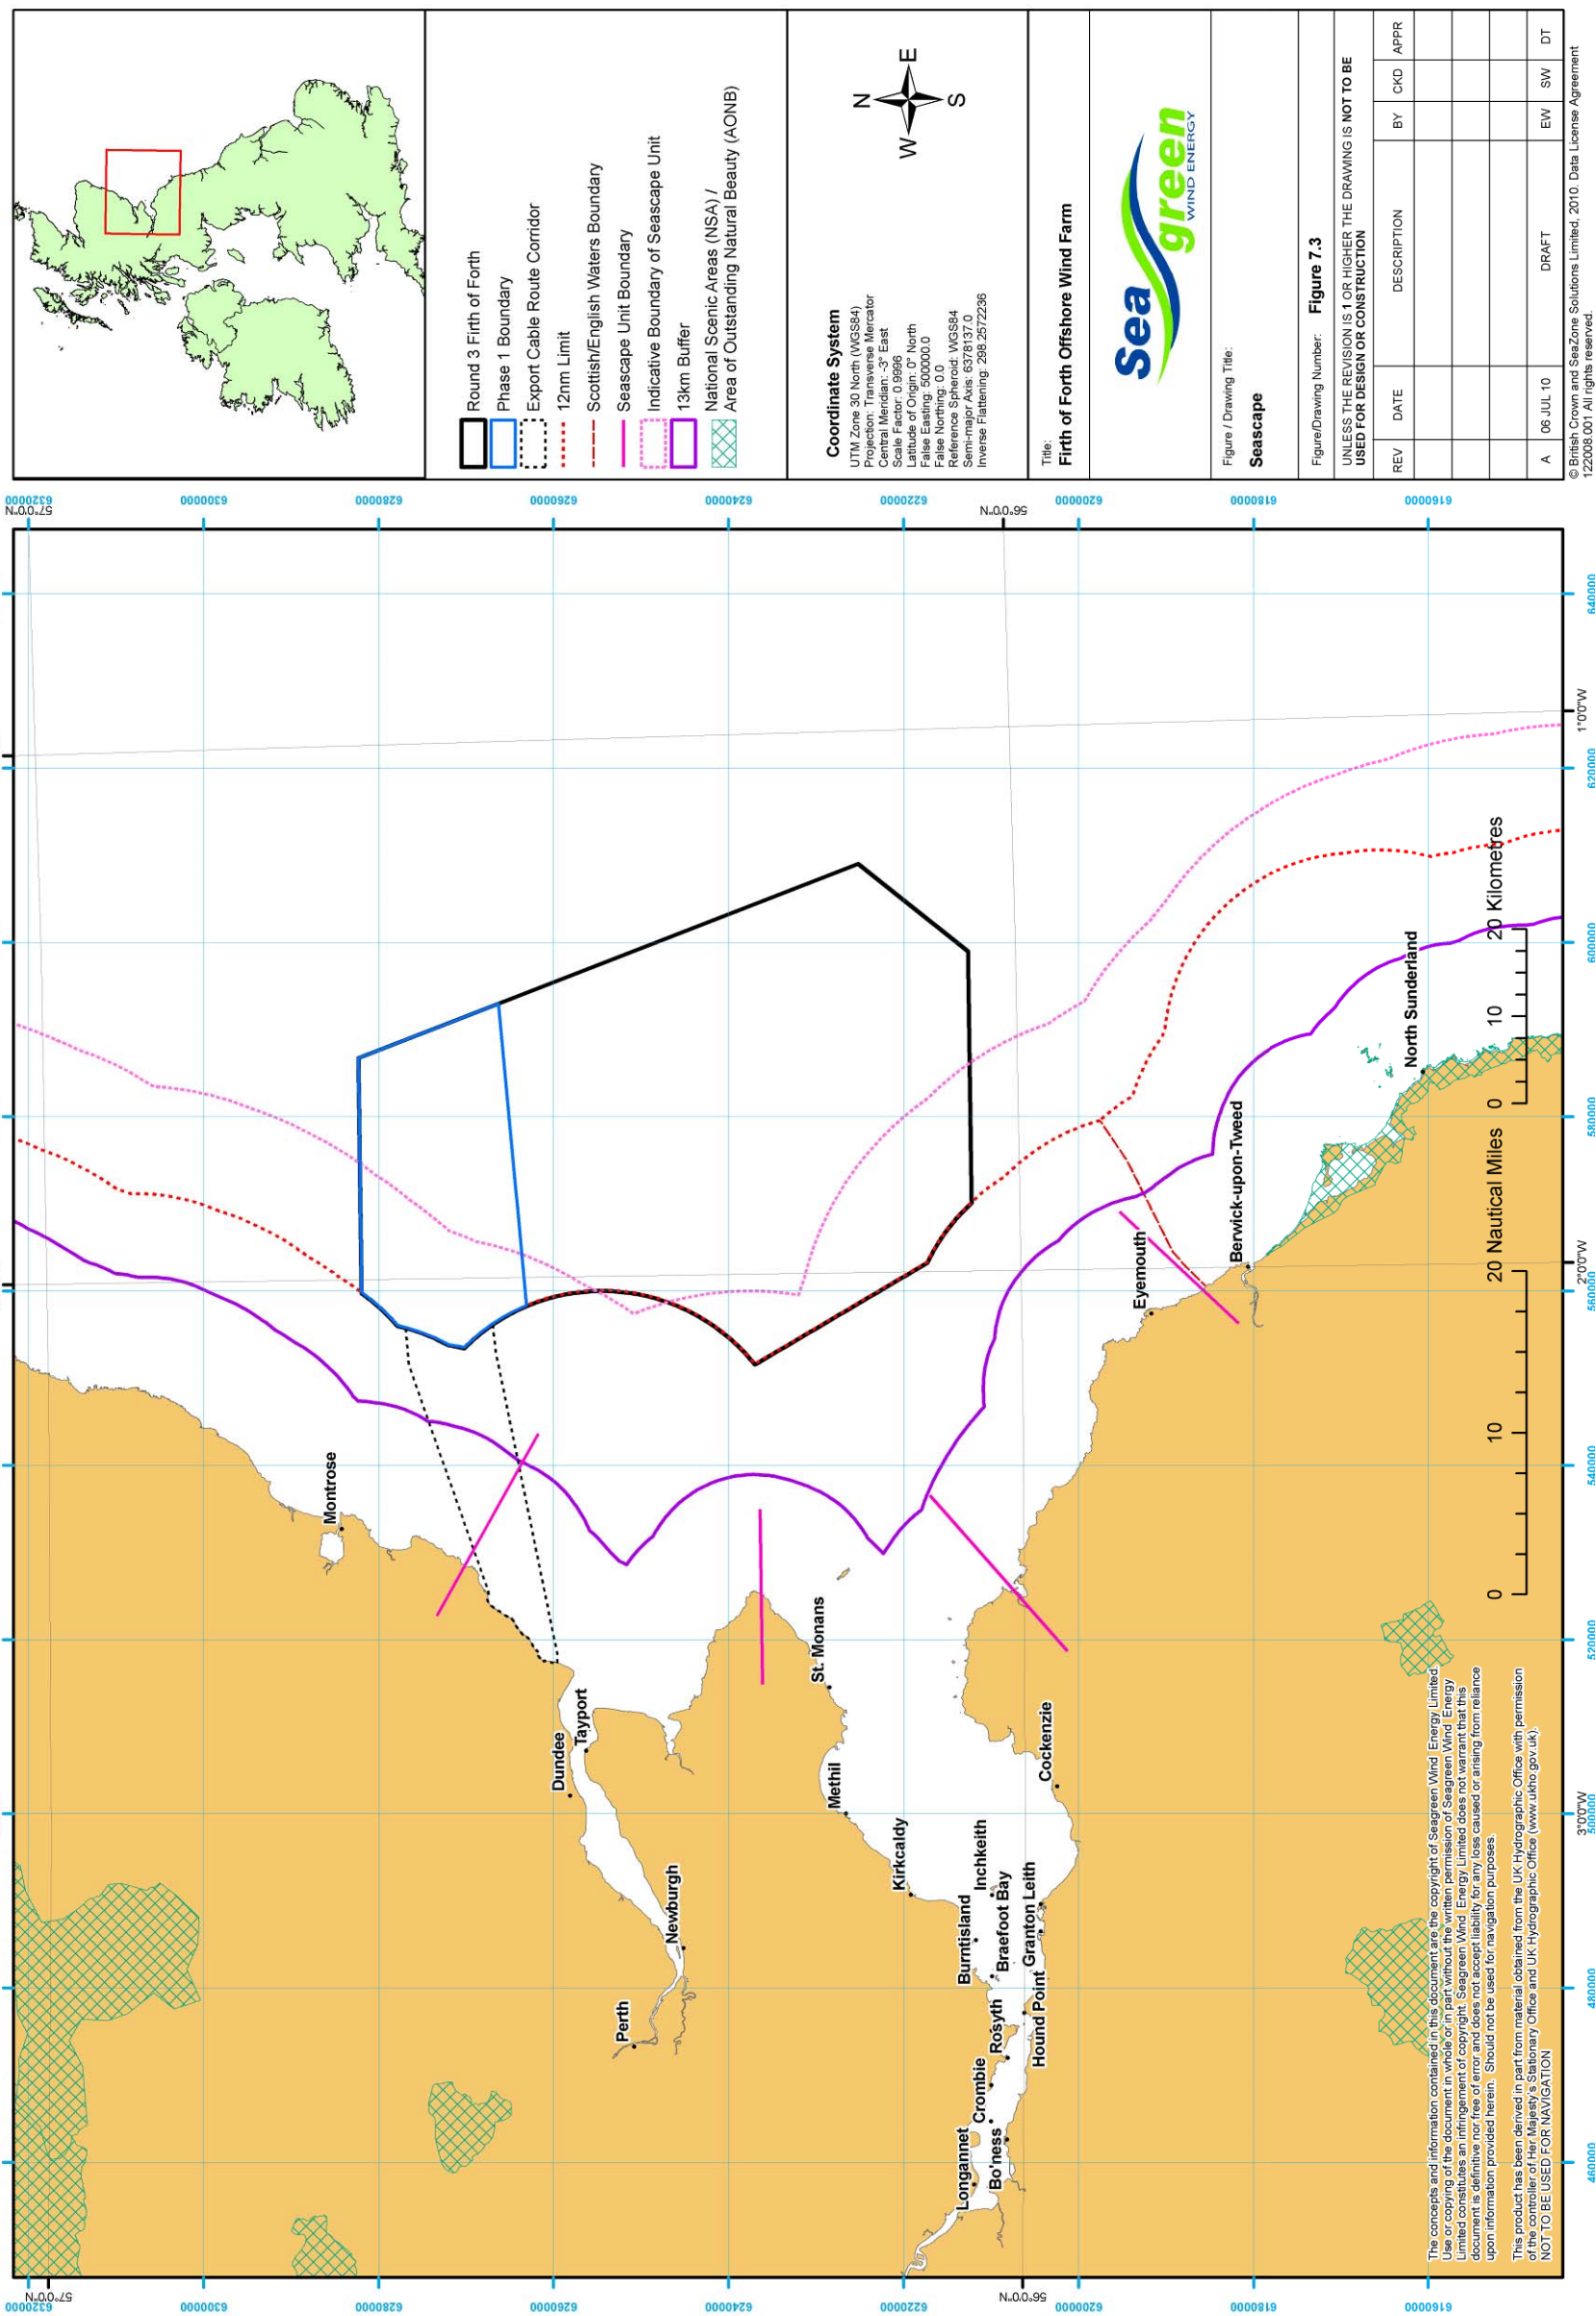 6320000
57°0'0"N
6300000
6280000
6260000
6240000
6220000
56°0'0"N
6200000
6180000
6160000
460000
480000
500000
3°0'0"W
520000
540000
560000
2°0'0"W
580000
600000
620000
1°0'0"W
640000
6320000
57°0'0"N
6300000
6280000
6260000
6240000
6220000
56°0'0"N
6200000
6180000
6160000
Montrose
Dundee
Tayport
Perth
Newburgh
St. Monans
Methil
Kirkcaldy
Burntisland
Inchkeith
Braefoot Bay
Granton Leith
Cockenzie
Longannet
Crombie
Bo'ness
Rosyth
Hound Point
Eyemouth
Berwick-upon-Tweed
North Sunderland
0 10 20 Nautical Miles
0 10 20 Kilometres
The concepts and information contained in this document are the copyright of Seagreen Wind Energy Limited.
Use or copying of the document in whole or in part without the written permission of Seagreen Wind Energy
Limited constitutes an infringement of copyright. Seagreen Wind Energy Limited does not warrant that this
document is definitive nor free of error and does not accept liability for any loss caused or arising from reliance
upon information provided herein. Should not be used for navigation purposes.
This product has been derived in part from material obtained from the UK Hydrographic Office with permission
of the controller of Her Majesty's Stationary Office and UK Hydrographic Office (www.ukho.gov.uk).
NOT TO BE USED FOR NAVIGATION
Round 3 Firth of Forth
Phase 1 Boundary
Export Cable Route Corridor
12nm Limit
Scottish/English Waters Boundary
Seascape Unit Boundary
Indicative Boundary of Seascape Unit
13km Buffer
National Scenic Areas (NSA) /
Area of Outstanding Natural Beauty (AONB)
Coordinate System
UTM Zone 30 North (WGS84)
Projection: Transverse Mercator
Central Meridian: -3° East
Scale Factor: 0.9996
Latitude of Origin: 0° North
False Easting: 500000.0
False Northing: 0.0
Reference Spheroid: WGS84
Semi-major Axis: 6378137.0
Inverse Flattening: 298.2572236
N
W E
S
Title:
Firth of Forth Offshore Wind Farm
Sea
green
WIND ENERGY
Figure / Drawing Title:
Seascape
Figure/Drawing Number: Figure 7.3
UNLESS THE REVISION IS 1 OR HIGHER THE DRAWING IS NOT TO BE
USED FOR DESIGN OR CONSTRUCTION
REV DATE DESCRIPTION BY CKD APPR
A 06 JUL 10 DRAFT EW SW DT
© British Crown and SeaZone Solutions Limited, 2010. Data License Agreement
122008.001 All rights reserved.